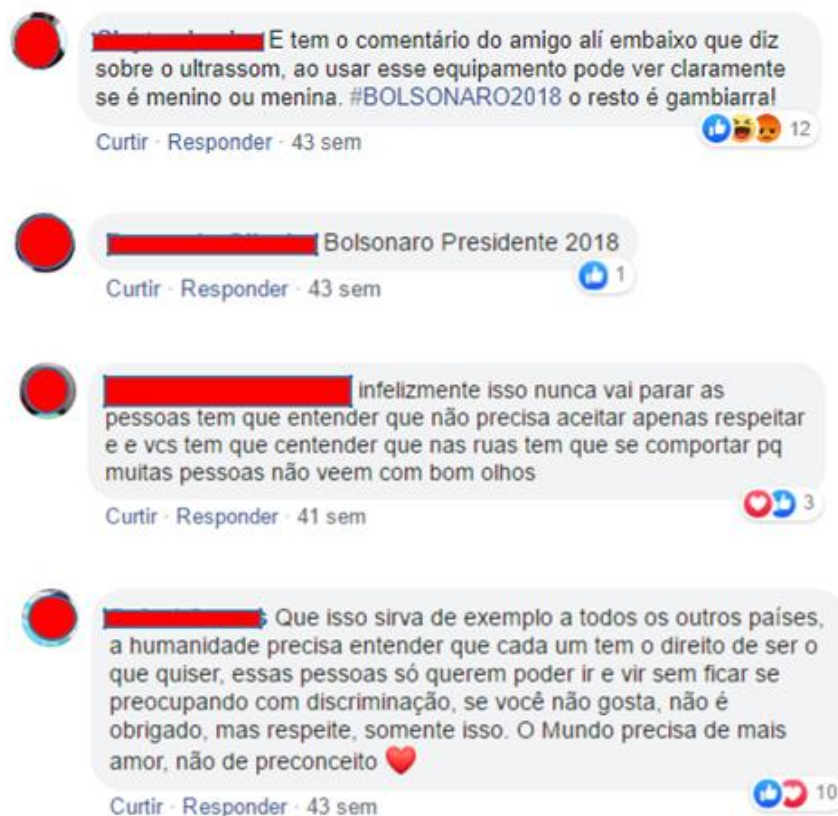 E tem o comentário do amigo alí embaixo que diz
sobre o ultrassom, ao usar esse equipamento pode ver claramente
se é menino ou menina. #BOLSONARO2018 o resto é gambiarra!
12
Curtir · Responder · 43 sem
Bolsonaro Presidente 2018
1
Curtir · Responder · 43 sem
infelizmente isso nunca vai parar as
pessoas tem que entender que não precisa aceitar apenas respeitar
e e vcs tem que centender que nas ruas tem que se comportar pq
muitas pessoas não veem com bom olhos
3
Curtir · Responder · 41 sem
Que isso sirva de exemplo a todos os outros países,
a humanidade precisa entender que cada um tem o direito de ser o
que quiser, essas pessoas só querem poder ir e vir sem ficar se
preocupando com discriminação, se você não gosta, não é
obrigado, mas respeite, somente isso. O Mundo precisa de mais
amor, não de preconceito ❤️
10
Curtir · Responder · 43 sem